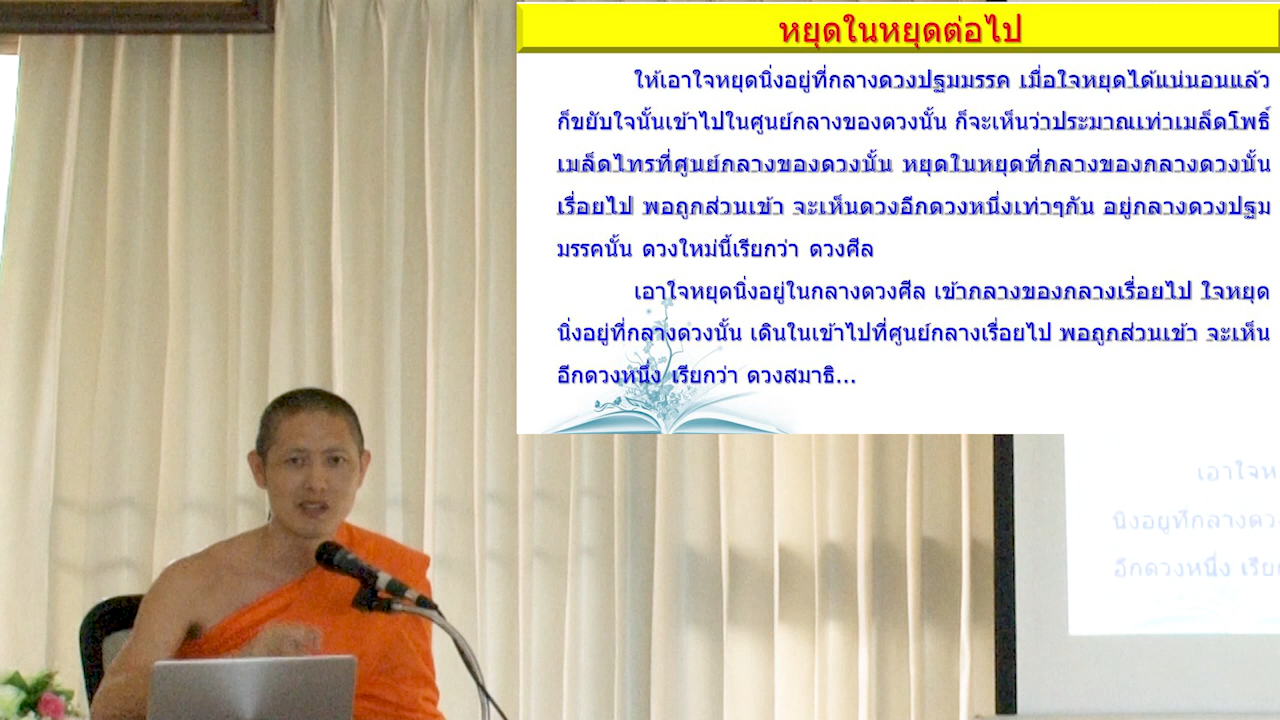 หยุดในหยุดต่อไป
ให้เอาใจหยุดนิ่งอยู่ที่กลางดวงปฐมมรรค เมื่อใจหยุดได้แน่นอนแล้ว
ก็ขยับใจนั้นเข้าไปในศูนย์กลางของดวงนั้น ก็จะเห็นว่าประมาณเท่าเมล็ดโพธิ์
เมล็ดไทรที่ศูนย์กลางของดวงนั้น หยุดในหยุดที่กลางของกลางดวงนั้น
เรื่อยไป พอถูกส่วนเข้า จะเห็นดวงอีกดวงหนึ่งเท่าๆกัน อยู่กลางดวงปฐม
มรรคนั้น ดวงใหม่นี้เรียกว่า ดวงศีล
เอาใจหยุดนิ่งอยู่ในกลางดวงศีล เข้ากลางของกลางเรื่อยไป ใจหยุด
นิ่งอยู่ที่กลางดวงนั้น เดินในเข้าไปที่ศูนย์กลางเรื่อยไป พอถูกส่วนเข้า จะเห็น
อีกดวงหนึ่ง เรียกว่า ดวงสมาธิ...
เอาใจห
นิ่งอยู่ที่กลางดว
อีกดวงหนึ่ง เรีย